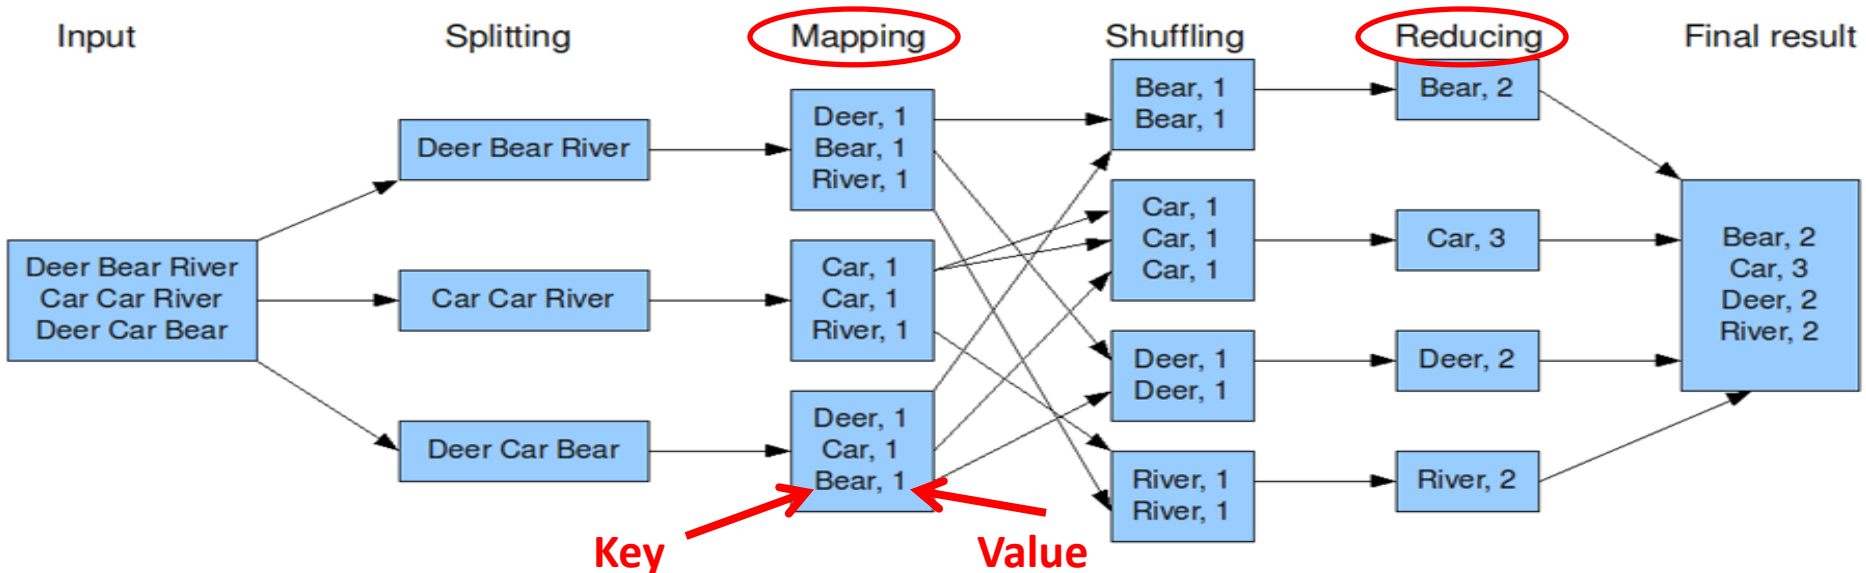 Input
Splitting
Mapping
Shuffling
Reducing
Final result
Deer Bear River
Car Car River
Deer Car Bear
Deer Bear River
Car Car River
Deer Car Bear
Deer, 1
Bear, 1
River, 1
Car, 1
Car, 1
River, 1
Deer, 1
Car, 1
Bear, 1
Key
Value
Bear, 1
Bear, 1
Car, 1
Car, 1
Car, 1
Deer, 1
Deer, 1
River, 1
River, 1
Bear, 2
Car, 3
Deer, 2
River, 2
Bear, 2
Car, 3
Deer, 2
River, 2